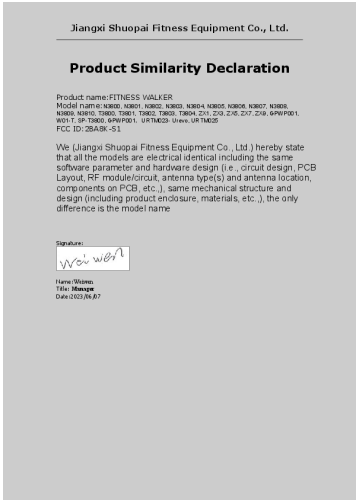 Jiangxi Shuopai Fitness Equipment Co., Ltd.
Product Similarity Declaration
Product name:FITNESS WALKER
Model name: N3800, N3801, N3802, N3803, N3804, N3805, N3806, N3807, N3808,
N3809, N3810, T3800, T3801, T3802, T3803, T3804, ZX1, ZX3, ZX5, ZX7, ZX9, 6-PWP001,
W01-T, SP-T3800, 6-PWP001, URTM023- Urevo, URTM025
FCC ID: 2BA8K-S1
We (Jiangxi Shuopai Fitness Equipment Co., Ltd.) hereby state
that all the models are electrical identical including the same
software parameter and hardware design (i.e., circuit design, PCB
Layout, RF module/circuit, antenna type(s) and antenna location,
components on PCB, etc.,), same mechanical structure and
design (including product enclosure, materials, etc.,), the only
difference is the model name
Signature:
Wei wen
Name: Weiwen
Title: Manager
Date:2023/06/07